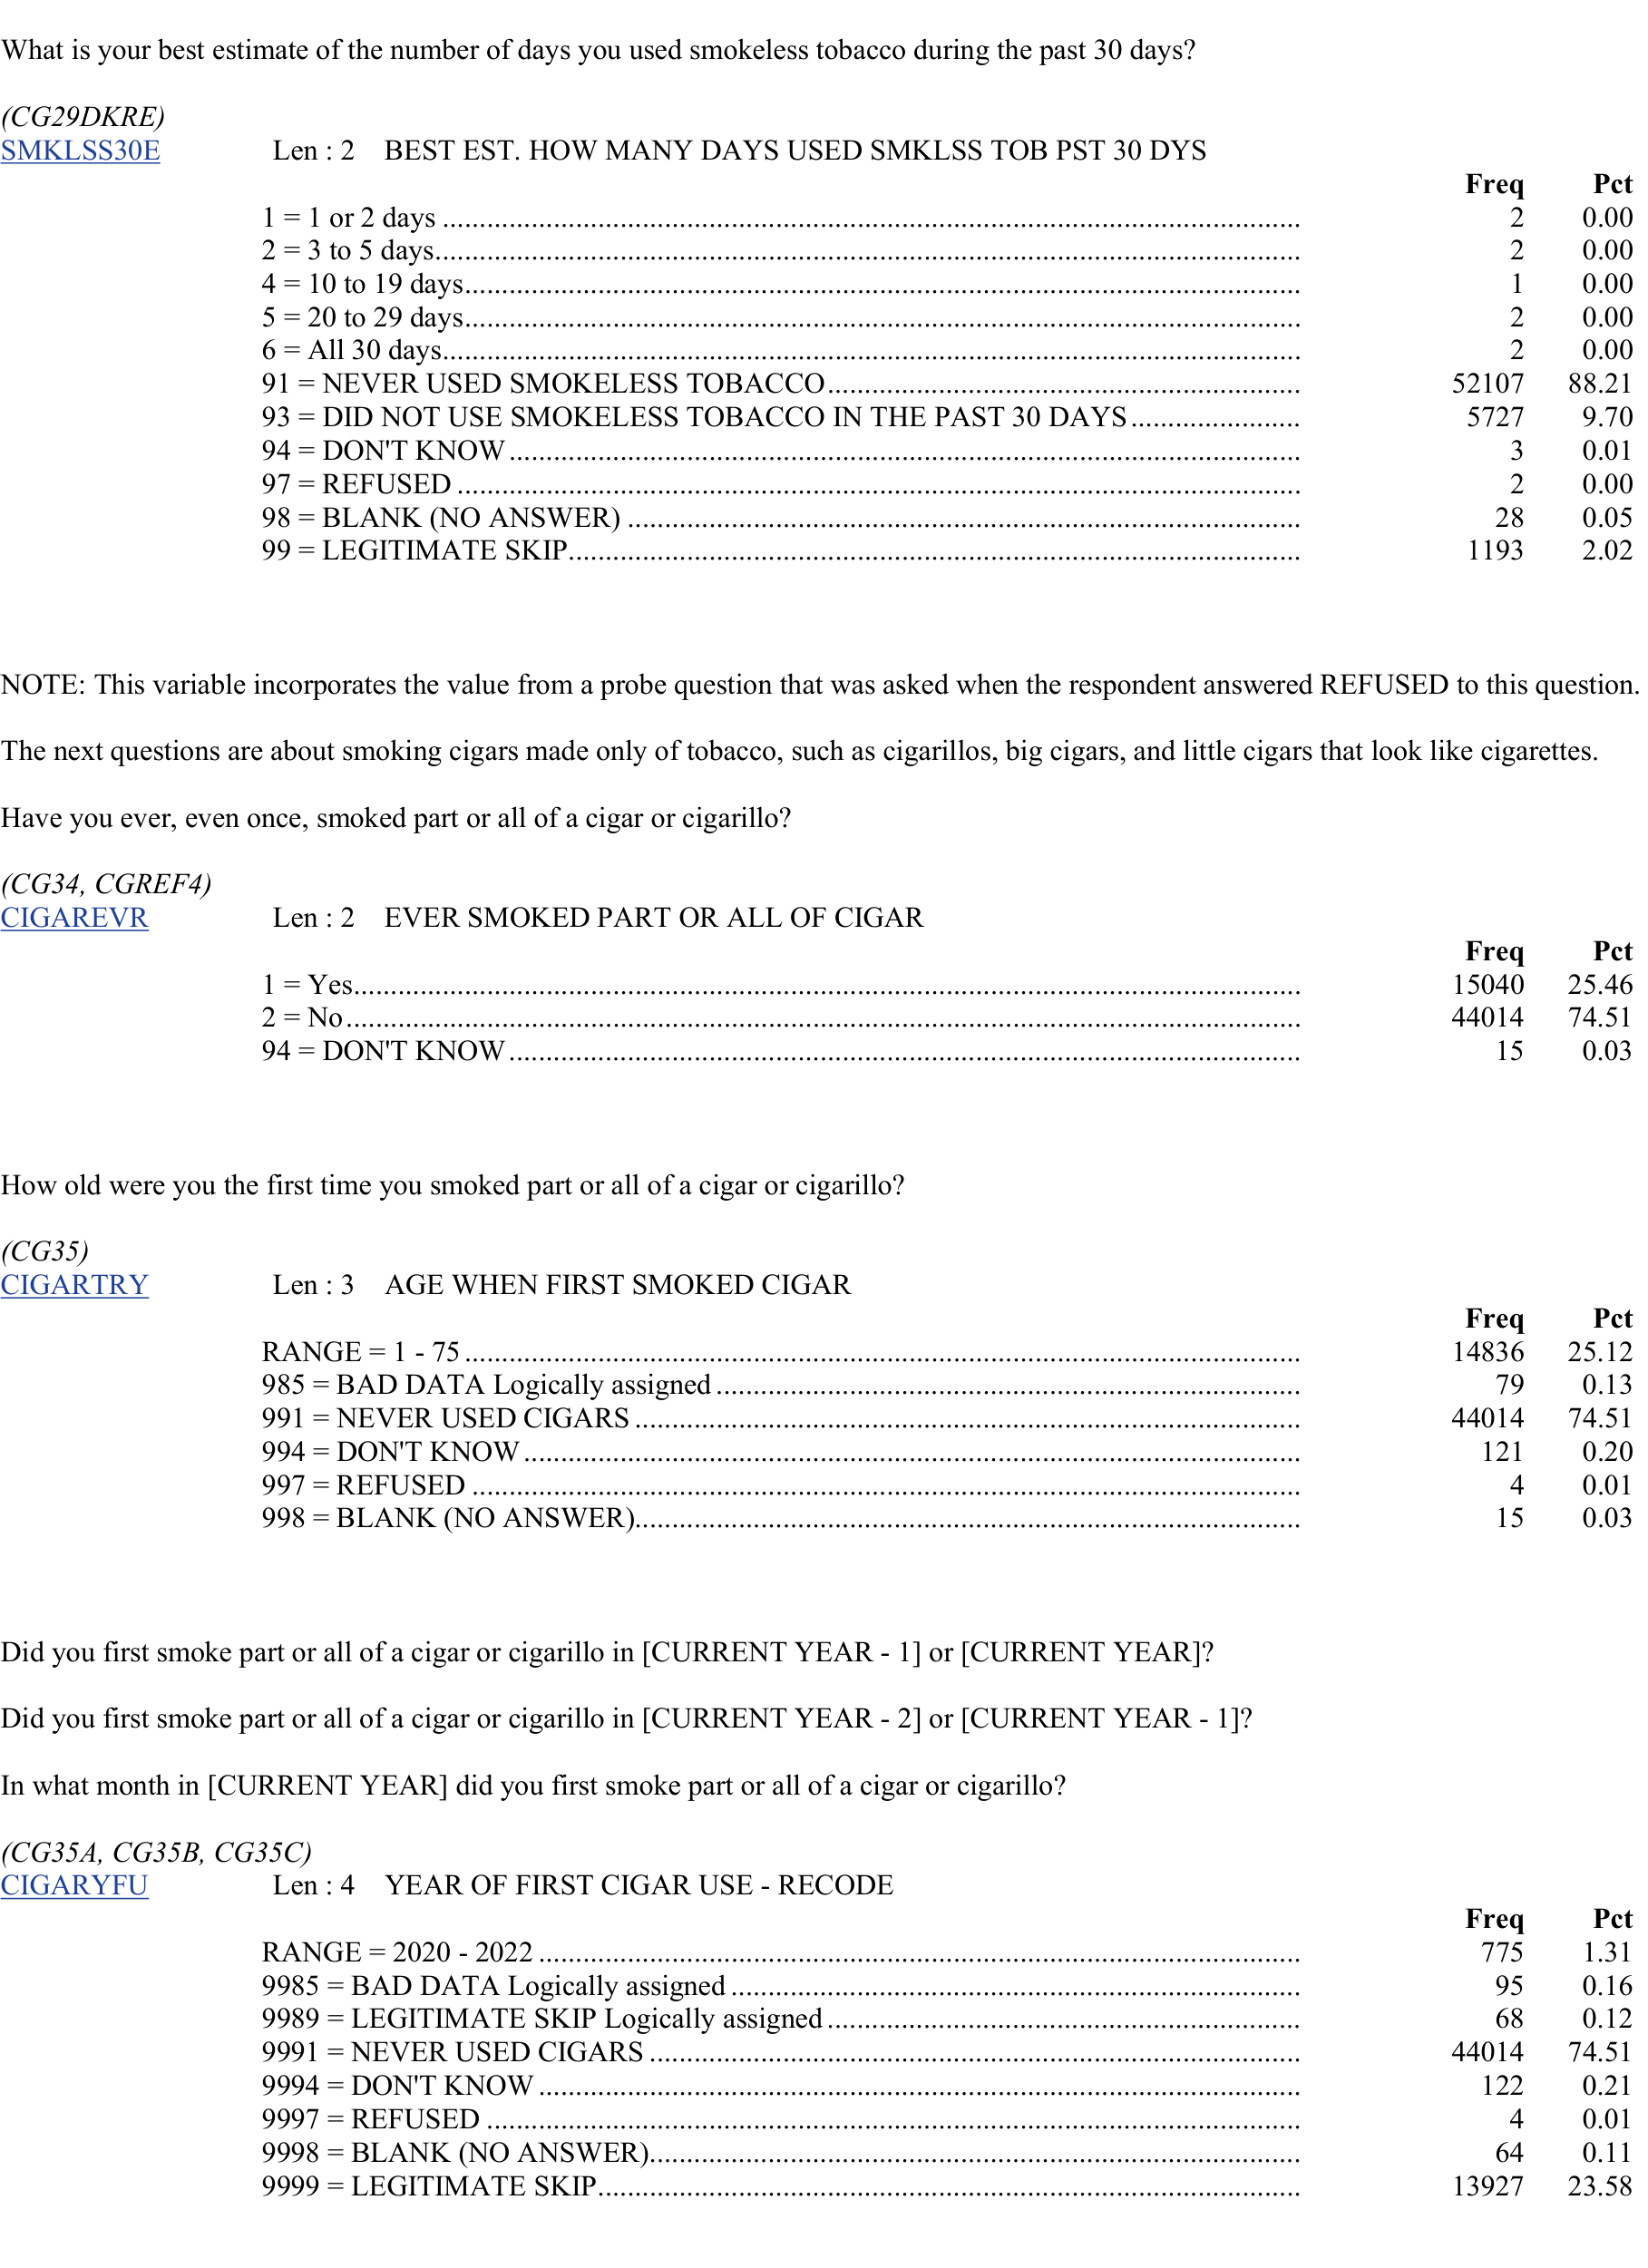 What is your best estimate of the number of days you used smokeless tobacco during the past 30 days?
(CG29DKRE)
SMKLSS30E Len : 2 BEST EST. HOW MANY DAYS USED SMKLSS TOB PST 30 DYS
Freq Pct
1 = 1 or 2 days ........ 2 0.00
2 = 3 to 5 days........ 2 0.00
4 = 10 to 19 days........ 1 0.00
5 = 20 to 29 days........ 2 0.00
6 = All 30 days........ 2 0.00
91 = NEVER USED SMOKELESS TOBACCO........ 52107 88.21
93 = DID NOT USE SMOKELESS TOBACCO IN THE PAST 30 DAYS........ 5727 9.70
94 = DON'T KNOW........ 3 0.01
97 = REFUSED ........ 2 0.00
98 = BLANK (NO ANSWER) ........ 28 0.05
99 = LEGITIMATE SKIP........ 1193 2.02
NOTE: This variable incorporates the value from a probe question that was asked when the respondent answered REFUSED to this question.
The next questions are about smoking cigars made only of tobacco, such as cigarillos, big cigars, and little cigars that look like cigarettes.
Have you ever, even once, smoked part or all of a cigar or cigarillo?
(CG34, CGREF4)
CIGAREVR Len : 2 EVER SMOKED PART OR ALL OF CIGAR
Freq Pct
1 = Yes........ 15040 25.46
2 = No........ 44014 74.51
94 = DON'T KNOW........ 15 0.03
How old were you the first time you smoked part or all of a cigar or cigarillo?
(CG35)
CIGARTRY Len : 3 AGE WHEN FIRST SMOKED CIGAR
Freq Pct
RANGE = 1 - 75 ........ 14836 25.12
985 = BAD DATA Logically assigned ........ 79 0.13
991 = NEVER USED CIGARS ........ 44014 74.51
994 = DON'T KNOW ........ 121 0.20
997 = REFUSED ........ 4 0.01
998 = BLANK (NO ANSWER)........ 15 0.03
Did you first smoke part or all of a cigar or cigarillo in [CURRENT YEAR - 1] or [CURRENT YEAR]?
Did you first smoke part or all of a cigar or cigarillo in [CURRENT YEAR - 2] or [CURRENT YEAR - 1]?
In what month in [CURRENT YEAR] did you first smoke part or all of a cigar or cigarillo?
(CG35A, CG35B, CG35C)
CIGARYFU Len : 4 YEAR OF FIRST CIGAR USE - RECODE
Freq Pct
RANGE = 2020 - 2022 ........ 775 1.31
9985 = BAD DATA Logically assigned ........ 95 0.16
9989 = LEGITIMATE SKIP Logically assigned........ 68 0.12
9991 = NEVER USED CIGARS ........ 44014 74.51
9994 = DON'T KNOW ........ 122 0.21
9997 = REFUSED ........ 4 0.01
9998 = BLANK (NO ANSWER)........ 64 0.11
9999 = LEGITIMATE SKIP........ 13927 23.58